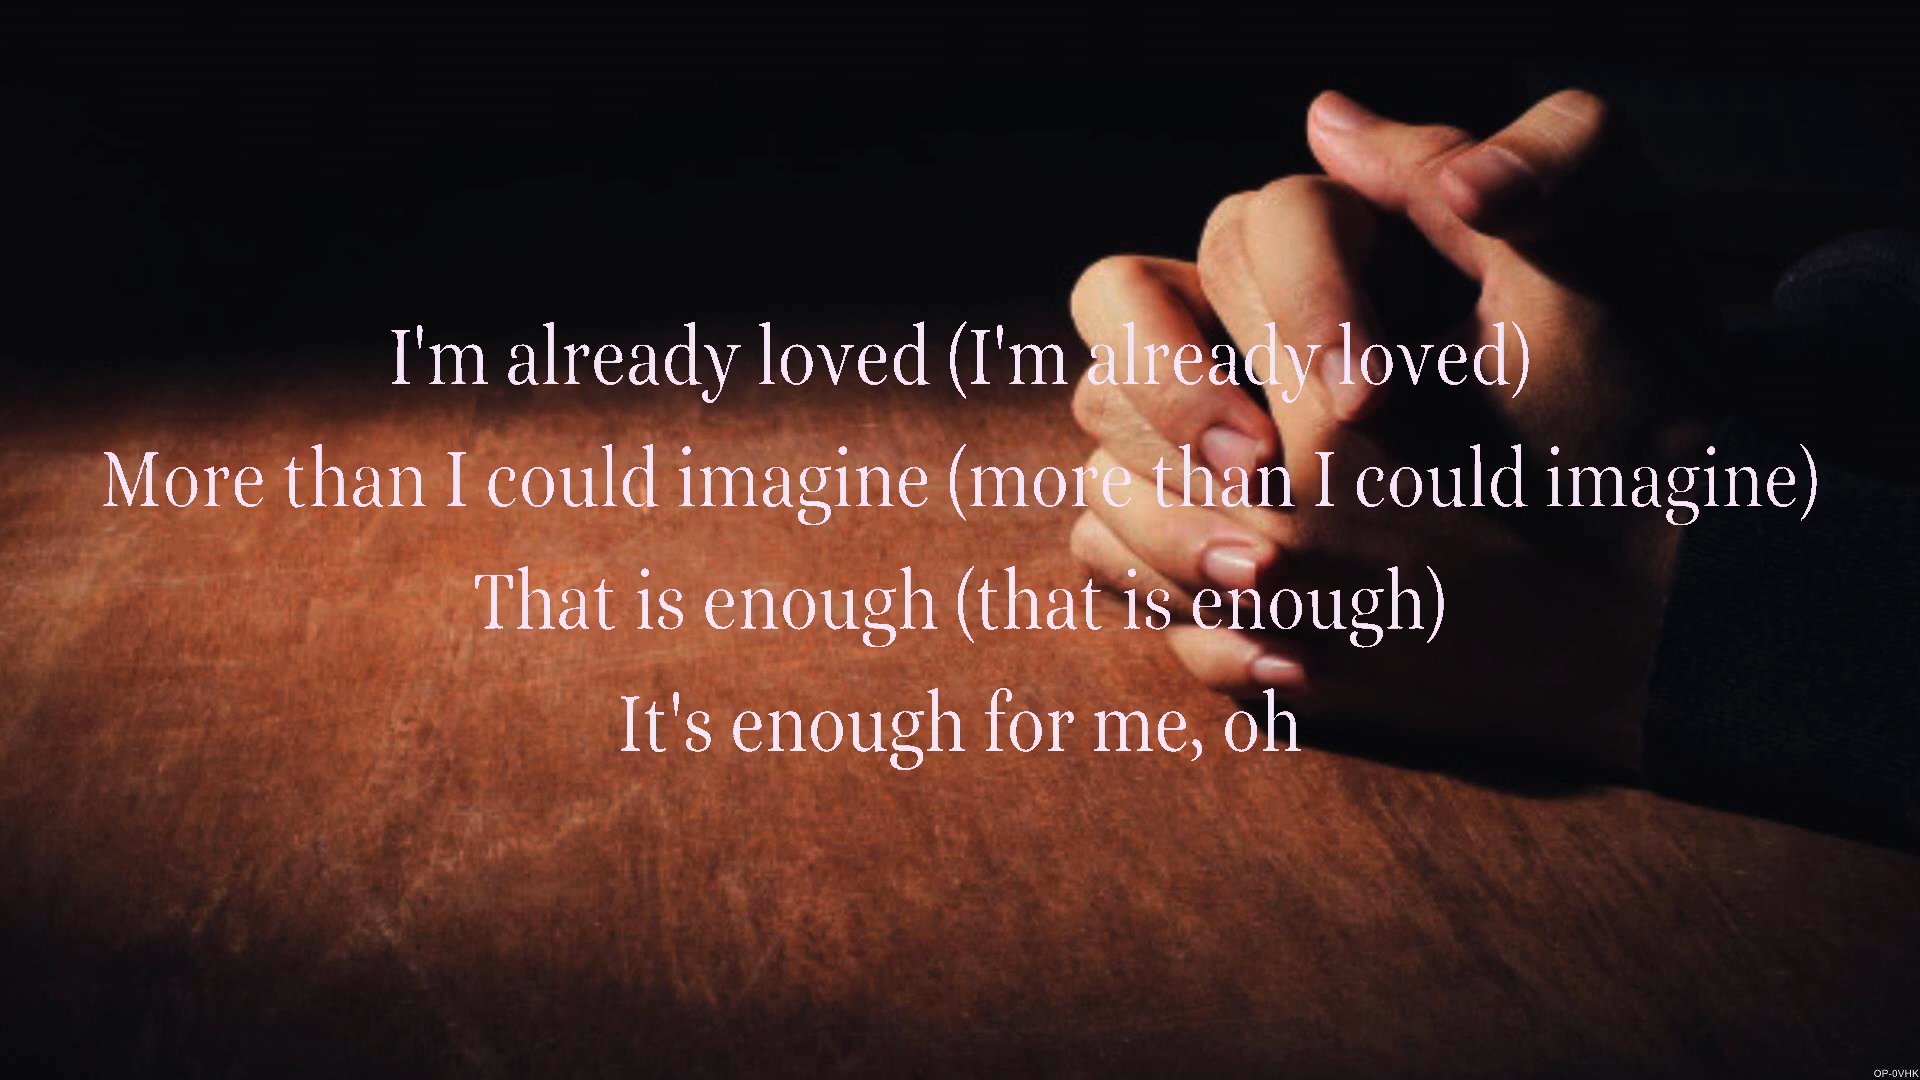 I'm already loved (I'm already loved)
More than I could imagine (more than I could imagine)
That is enough (that is enough)
It's enough for me, oh
OP-0VHK